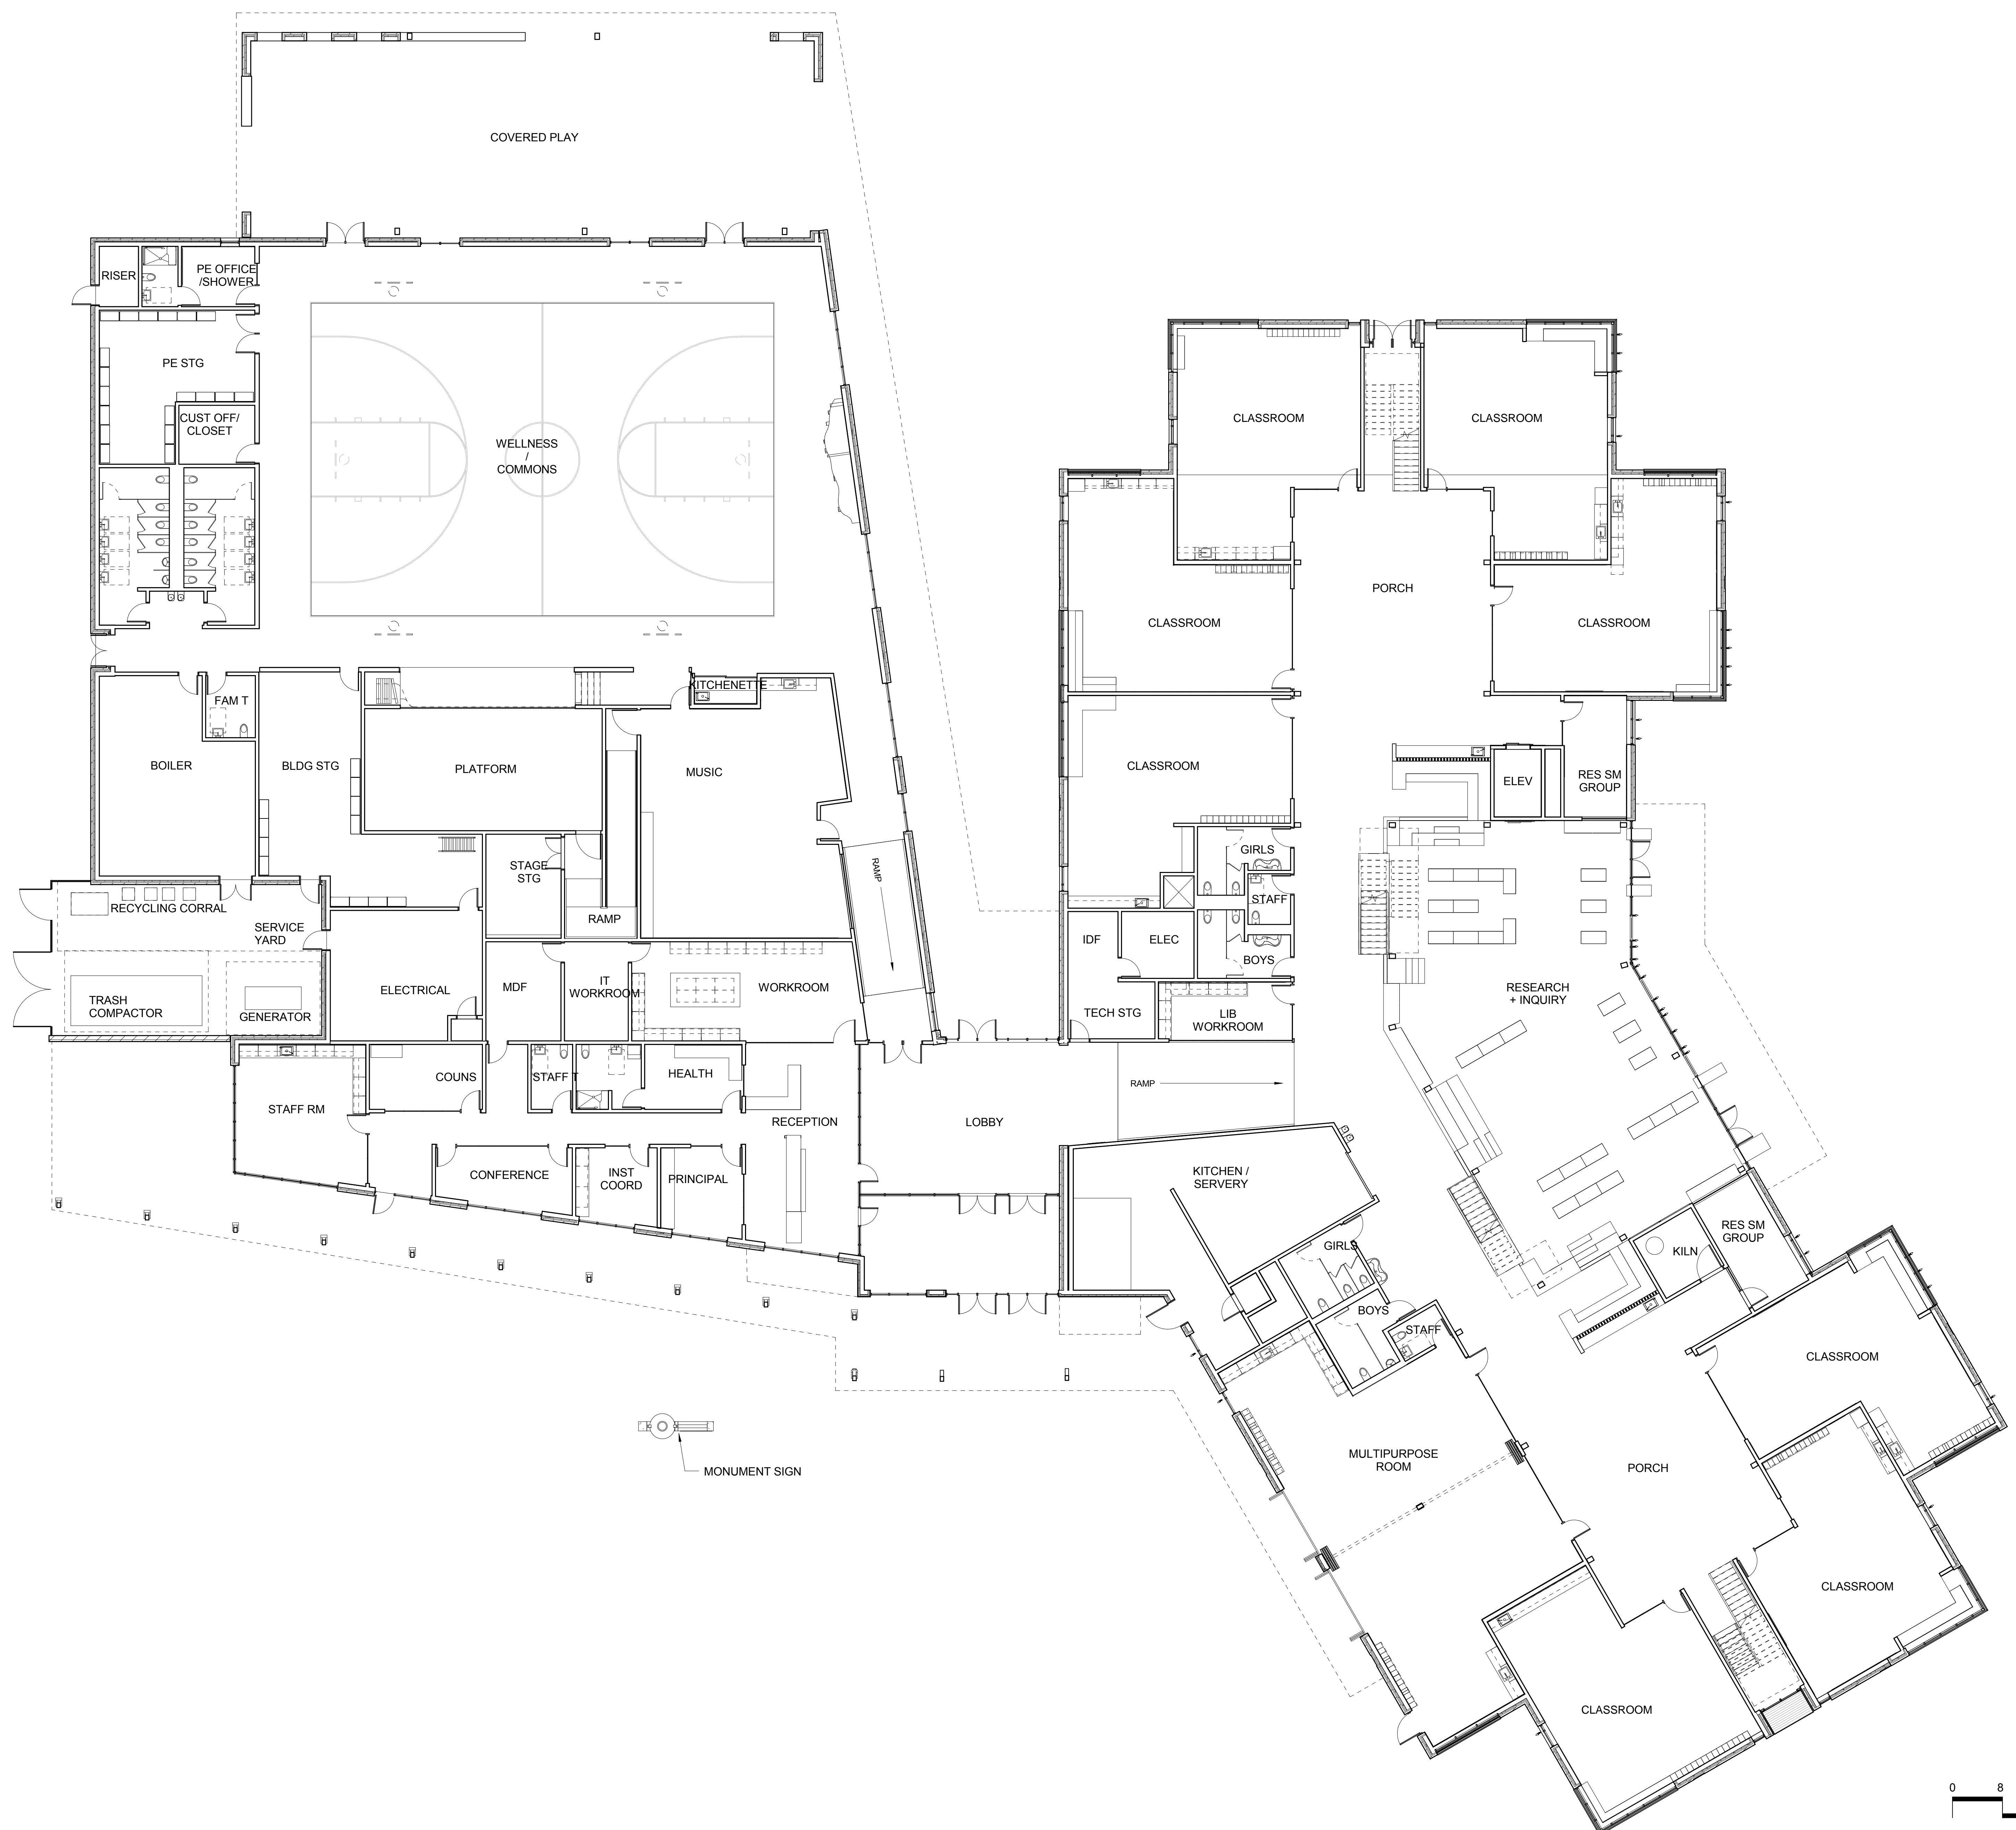 COVERED PLAY
RISER
PE OFFICE
/SHOWER
PE STG
CUST OFF/
CLOSET
WELLNESS
/
COMMONS
CLASSROOM
CLASSROOM
CLASSROOM
PORCH
CLASSROOM
KITCHENETTE
FAM T
BOILER
BLDG STG
PLATFORM
MUSIC
CLASSROOM
ELEV
RES SM
GROUP
STAGE
STG
RAMP
RAMP
GIRLS
STAFF
BOYS
RECYCLING CORRAL
SERVICE
YARD
IDF
ELEC
TRASH
COMPACTOR
GENERATOR
ELECTRICAL
MDF
IT
WORKROOM
WORKROOM
TECH STG
LIB
WORKROOM
RESEARCH
+ INQUIRY
STAFF RM
COUNS
STAFF T
HEALTH
RECEPTION
LOBBY
RAMP
CONFERENCE
INST
COORD
PRINCIPAL
KITCHEN /
SERVERY
GIRLS
BOYS
STAFF
KILN
RES SM
GROUP
CLASSROOM
MONUMENT SIGN
MULTIPURPOSE
ROOM
PORCH
CLASSROOM
CLASSROOM
0 8